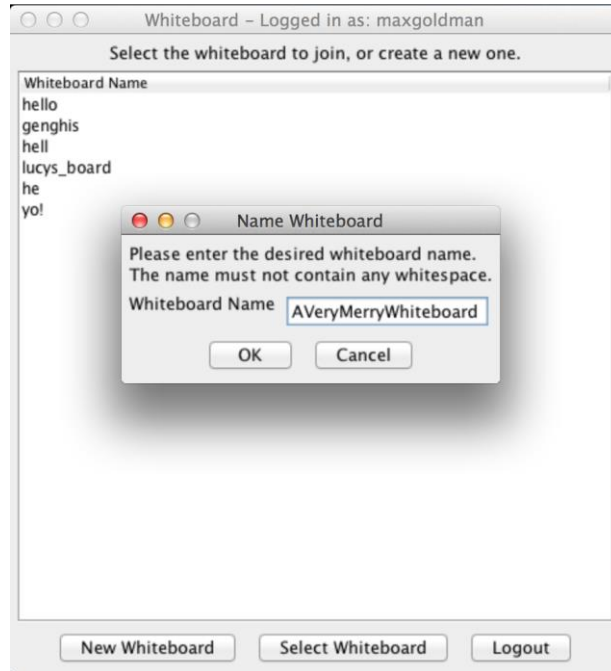 Whiteboard – Logged in as: maxgoldman
Select the whiteboard to join, or create a new one.
Whiteboard Name
hello
genghis
hell
lucys_board
he
yo!
Name Whiteboard
Please enter the desired whiteboard name.
The name must not contain any whitespace.
Whiteboard Name AVeryMerryWhiteboard
OK Cancel
New Whiteboard Select Whiteboard Logout